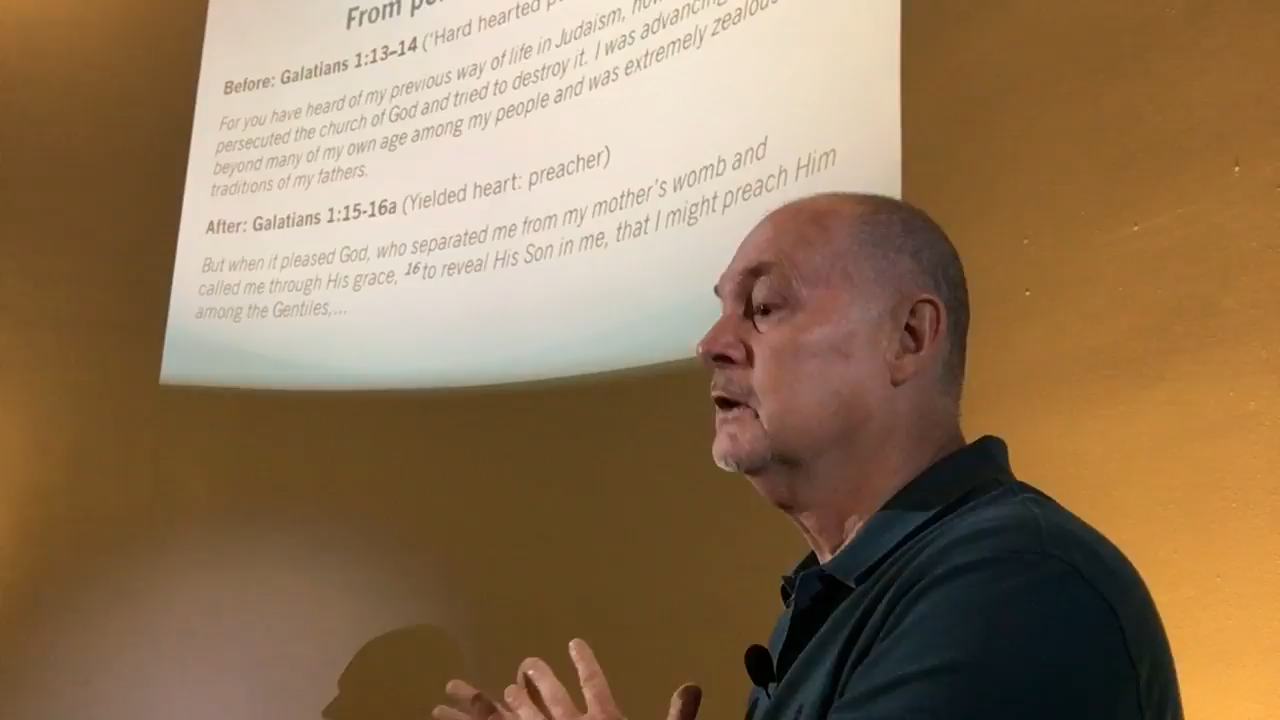 From
Before: Galatians 1:13–14 ('Hard hearted
For you have heard of my previous way of life in Judaism,
persecuted the church of God and tried to destroy it. I was advancing
beyond many of my own age among my people and was extremely zealous
traditions of my fathers.
After: Galatians 1:15-16a (Yielded heart: preacher)
But when it pleased God, who separated me from my mother's womb and
called me through His grace, 16 to reveal His Son in me, that I might preach Him
among the Gentiles,...